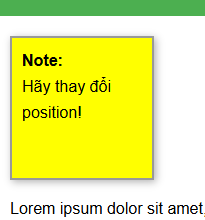 Note:
Hãy thay đổi
position!
Lorem ipsum dolor sit amet,